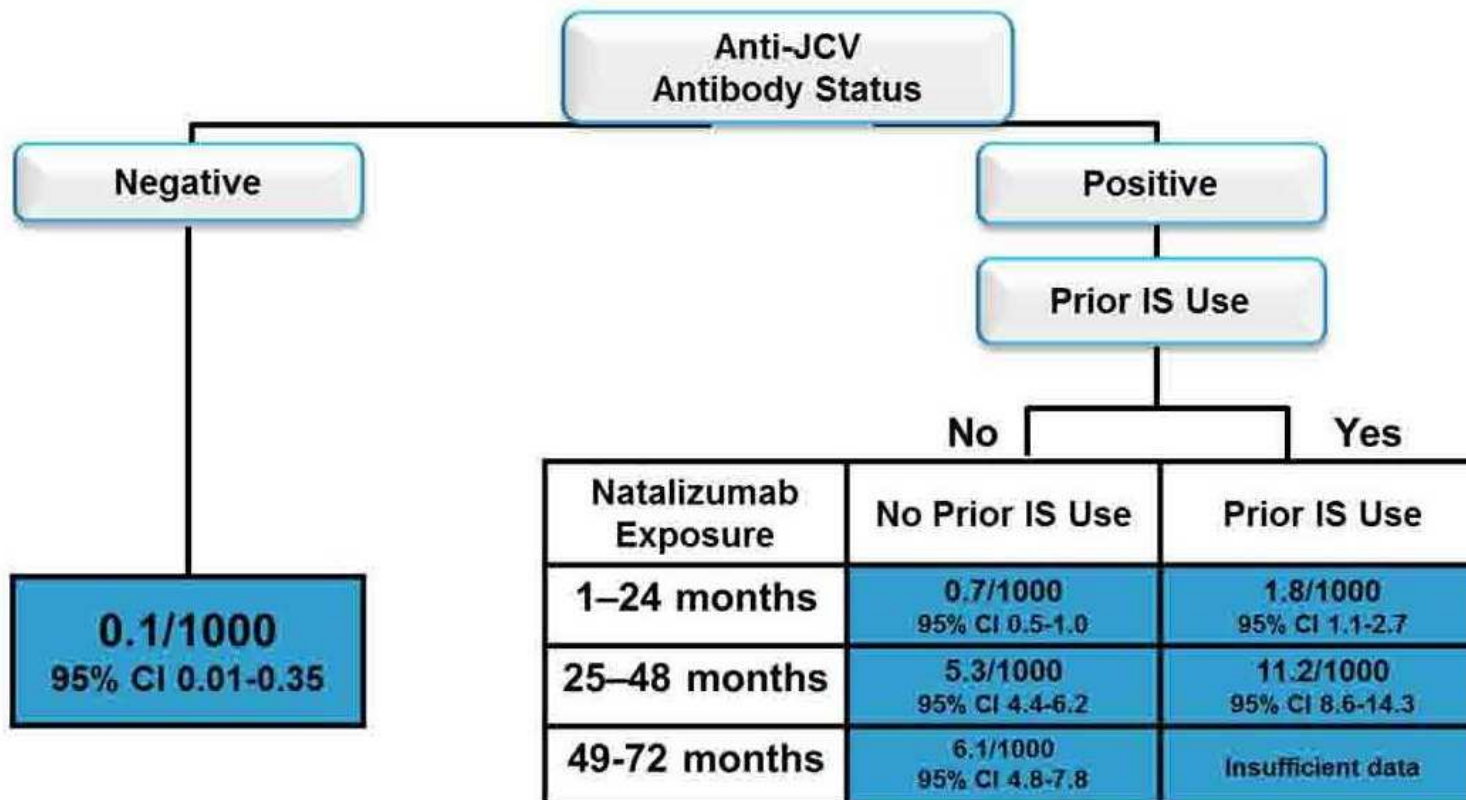 Anti-JCV
Antibody Status
Negative
Positive
Prior IS Use
No
Yes
Natalizumab
Exposure
No Prior IS Use
Prior IS Use
1–24 months
0.7/1000
95% CI 0.5-1.0
1.8/1000
95% CI 1.1-2.7
0.1/1000
95% CI 0.01-0.35
25–48 months
5.3/1000
95% CI 4.4-6.2
11.2/1000
95% CI 8.6-14.3
49-72 months
6.1/1000
95% CI 4.8-7.8
Insufficient data